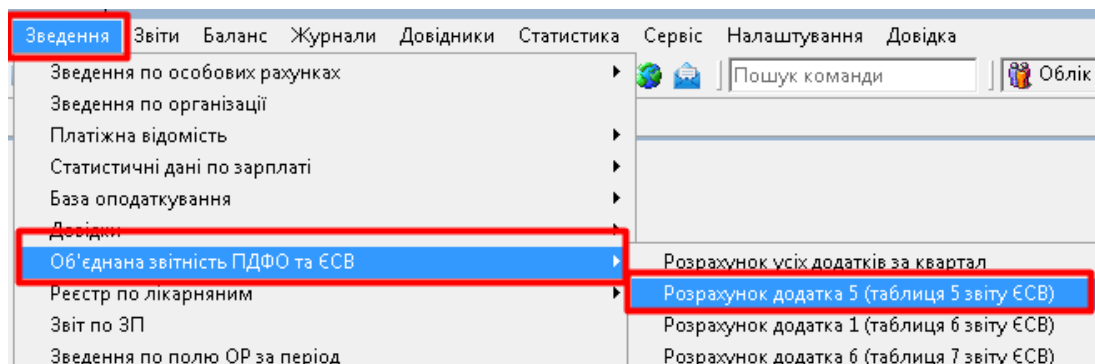 Зведення Звіти Баланс Журнали Довідники Статистика Сервіс Налаштування Довідка
Зведення по особових рахунках
Пошук команди
Облік
Зведення по організації
Платіжна відомість
Статистичні дані по зарплаті
База оподаткування
Довідки
Об'єднана звітність ПДФО та ЄСВ
Розрахунок усіх додатків за квартал
Реєстр по лікарняним
Розрахунок додатка 5 (таблиця 5 звіту ЄСВ)
Звіт по ЗП
Розрахунок додатка 1 (таблиця 6 звіту ЄСВ)
Зведення по полю ОР за період
Розрахунок додатка 6 (таблиця 7 звіту ЄСВ)